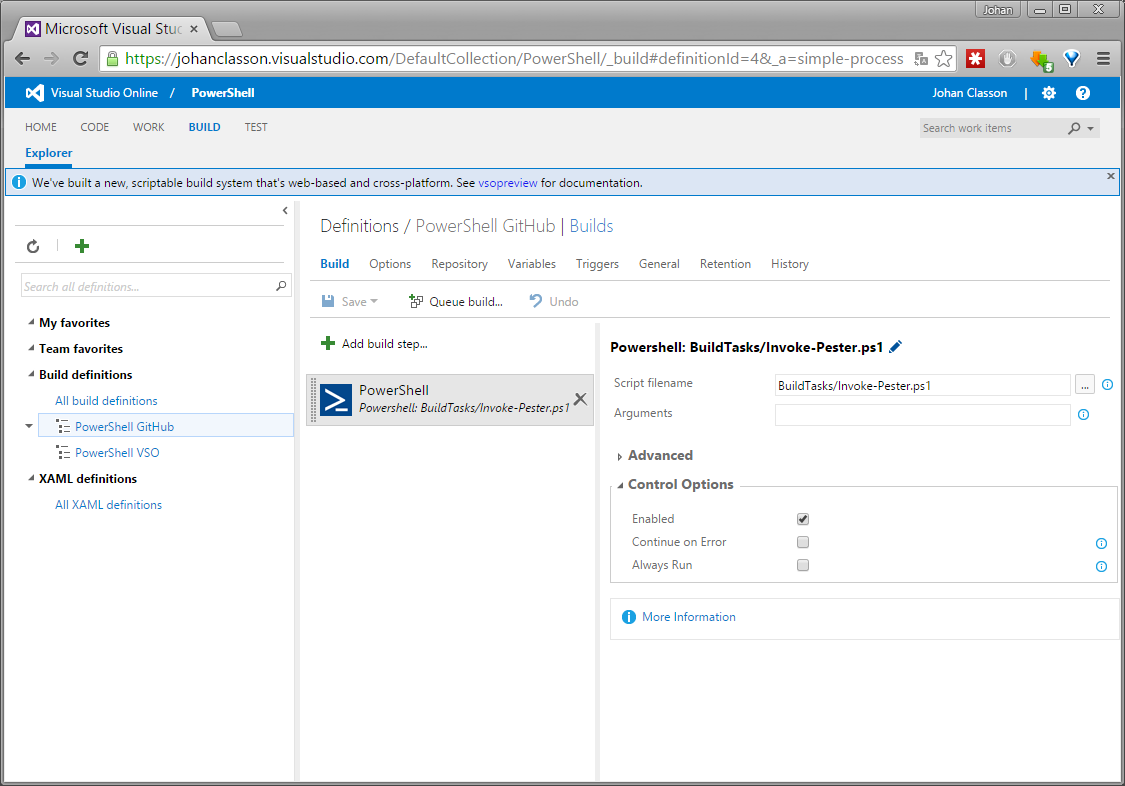 Johan
Microsoft Visual Stuc
https://johanclasson.visualstudio.com/DefaultCollection/PowerShell/_build#definitionId=4&_a=simple-process
5
Visual Studio Online / PowerShell
Johan Classon |
HOME CODE WORK BUILD TEST
Search work items
Explorer
We've built a new, scriptable build system that's web-based and cross-platform. See vsopreview for documentation.
Search all definitions...
My favorites
Team favorites
Build definitions
All build definitions
PowerShell GitHub
PowerShell VSO
XAML definitions
All XAML definitions
Definitions / PowerShell GitHub | Builds
Build Options Repository Variables Triggers General Retention History
Save Queue build... Undo
Add build step...
PowerShell
Powershell: BuildTasks/Invoke-Pester.ps1
Powershell: BuildTasks/Invoke-Pester.ps1
Script filename BuildTasks/Invoke-Pester.ps1 ...
Arguments
Advanced
Control Options
Enabled
Continue on Error
Always Run
More Information